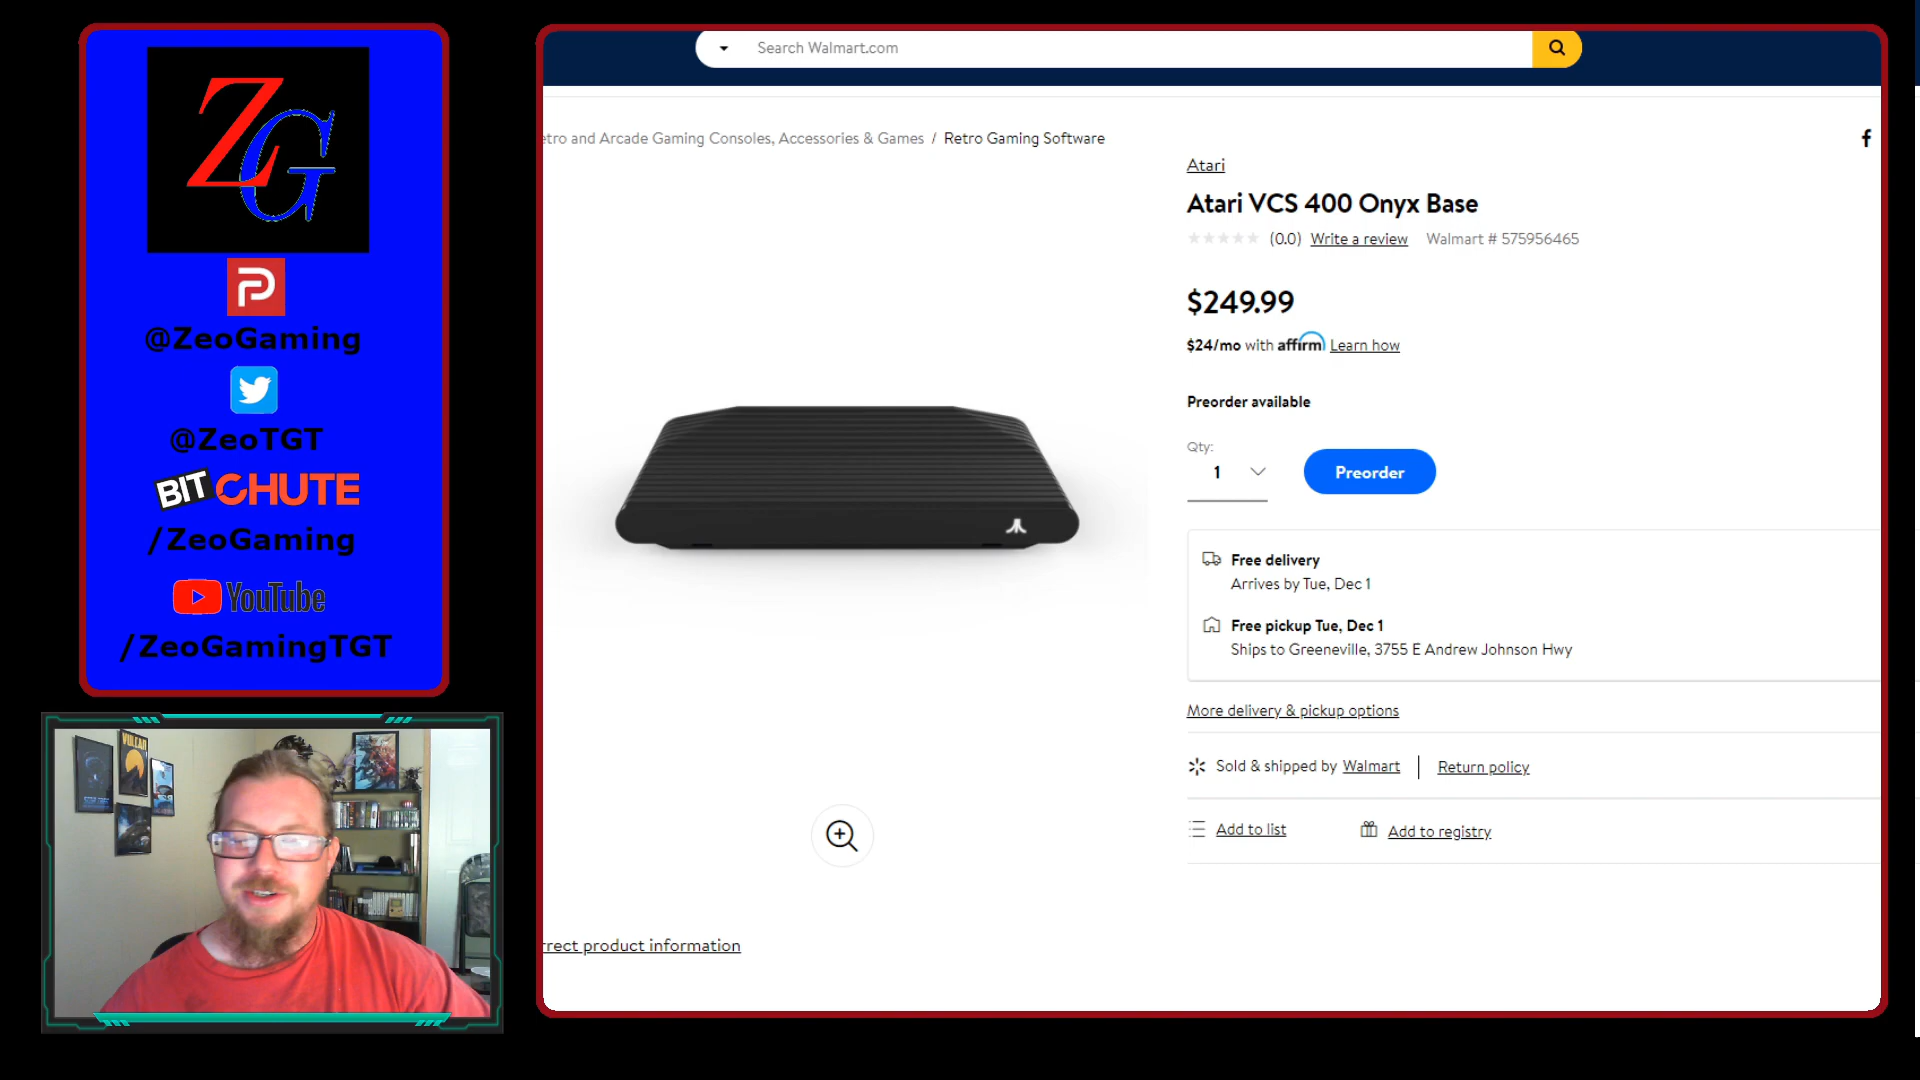 ZG
@ZeoGaming
@ZeoTGT
BIT CHUTE
/ZeoGaming
YouTube
/ZeoGamingTGT
VULCAN
Search Walmart.com
etro and Arcade Gaming Consoles, Accessories & Games / Retro Gaming Software
f
Atari
Atari VCS 400 Onyx Base
(0.0) Write a review Walmart # 575956465
$249.99
$24/mo with affirm Learn how
Preorder available
Qty:
1
Preorder
Free delivery
Arrives by Tue, Dec 1
Free pickup Tue, Dec 1
Ships to Greeneville, 3755 E Andrew Johnson Hwy
More delivery & pickup options
Sold & shipped by Walmart | Return policy
Add to list
Add to registry
rrect product information